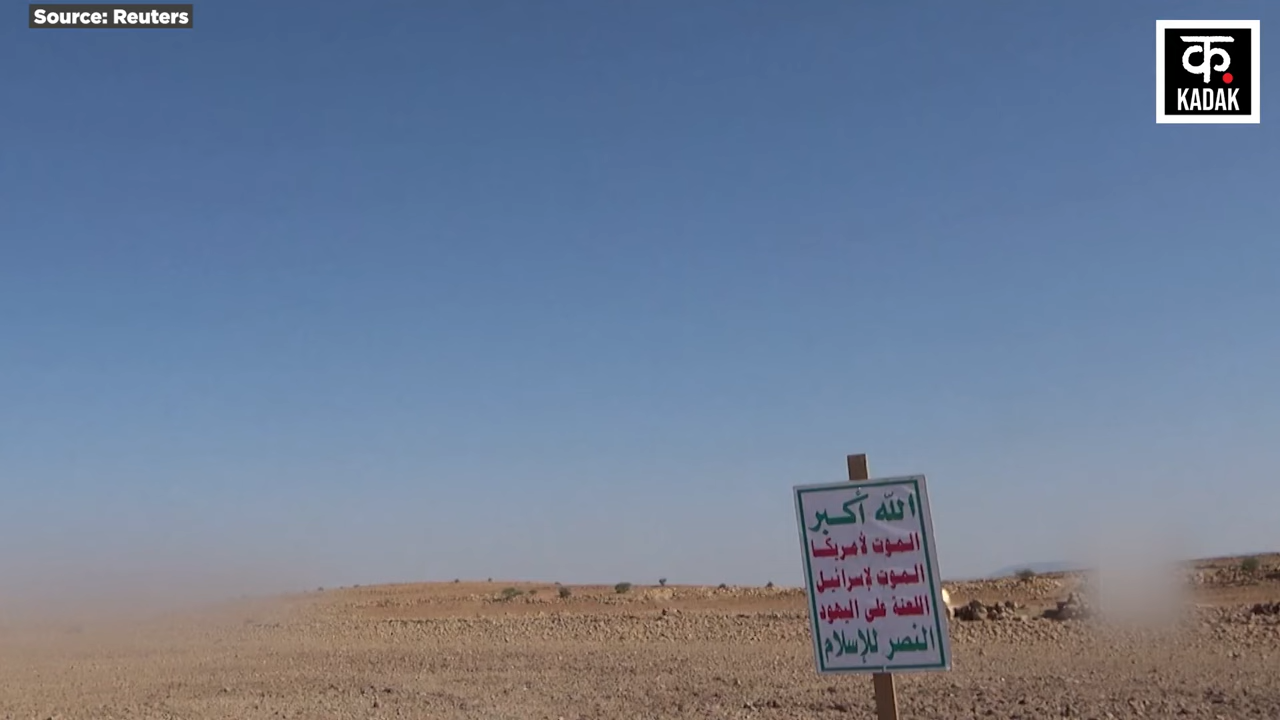 Source: Reuters
क.
KADAK
الله أكبر
الموت لأمريكا
الموت لإسرائيل
اللعنة على اليهود
النصر للإسلام